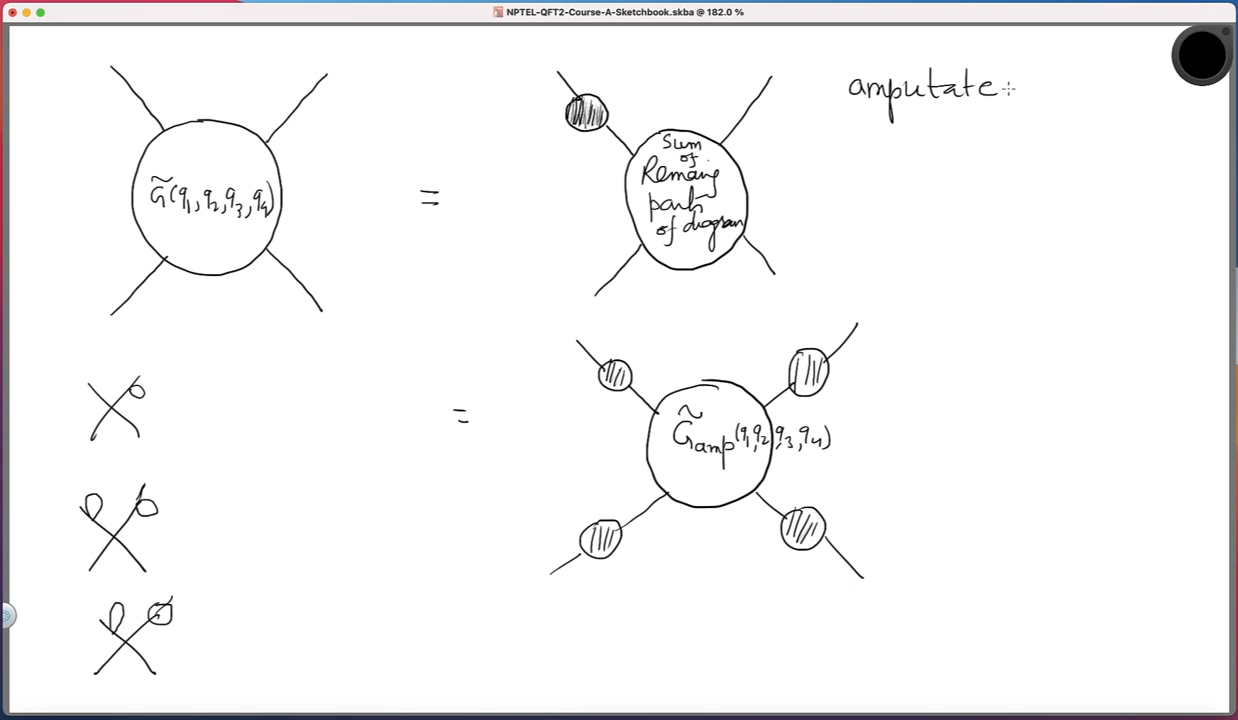 NPTEL-QFT2-Course-A-Sketchbook.skba @ 182.0 %
amputate
G̃(q₁,q₂,q₃,q₄)
=
Sum
of
Remaing
parts
of diagram
=
G̃amp(q₁,q₂,q₃,q₄)